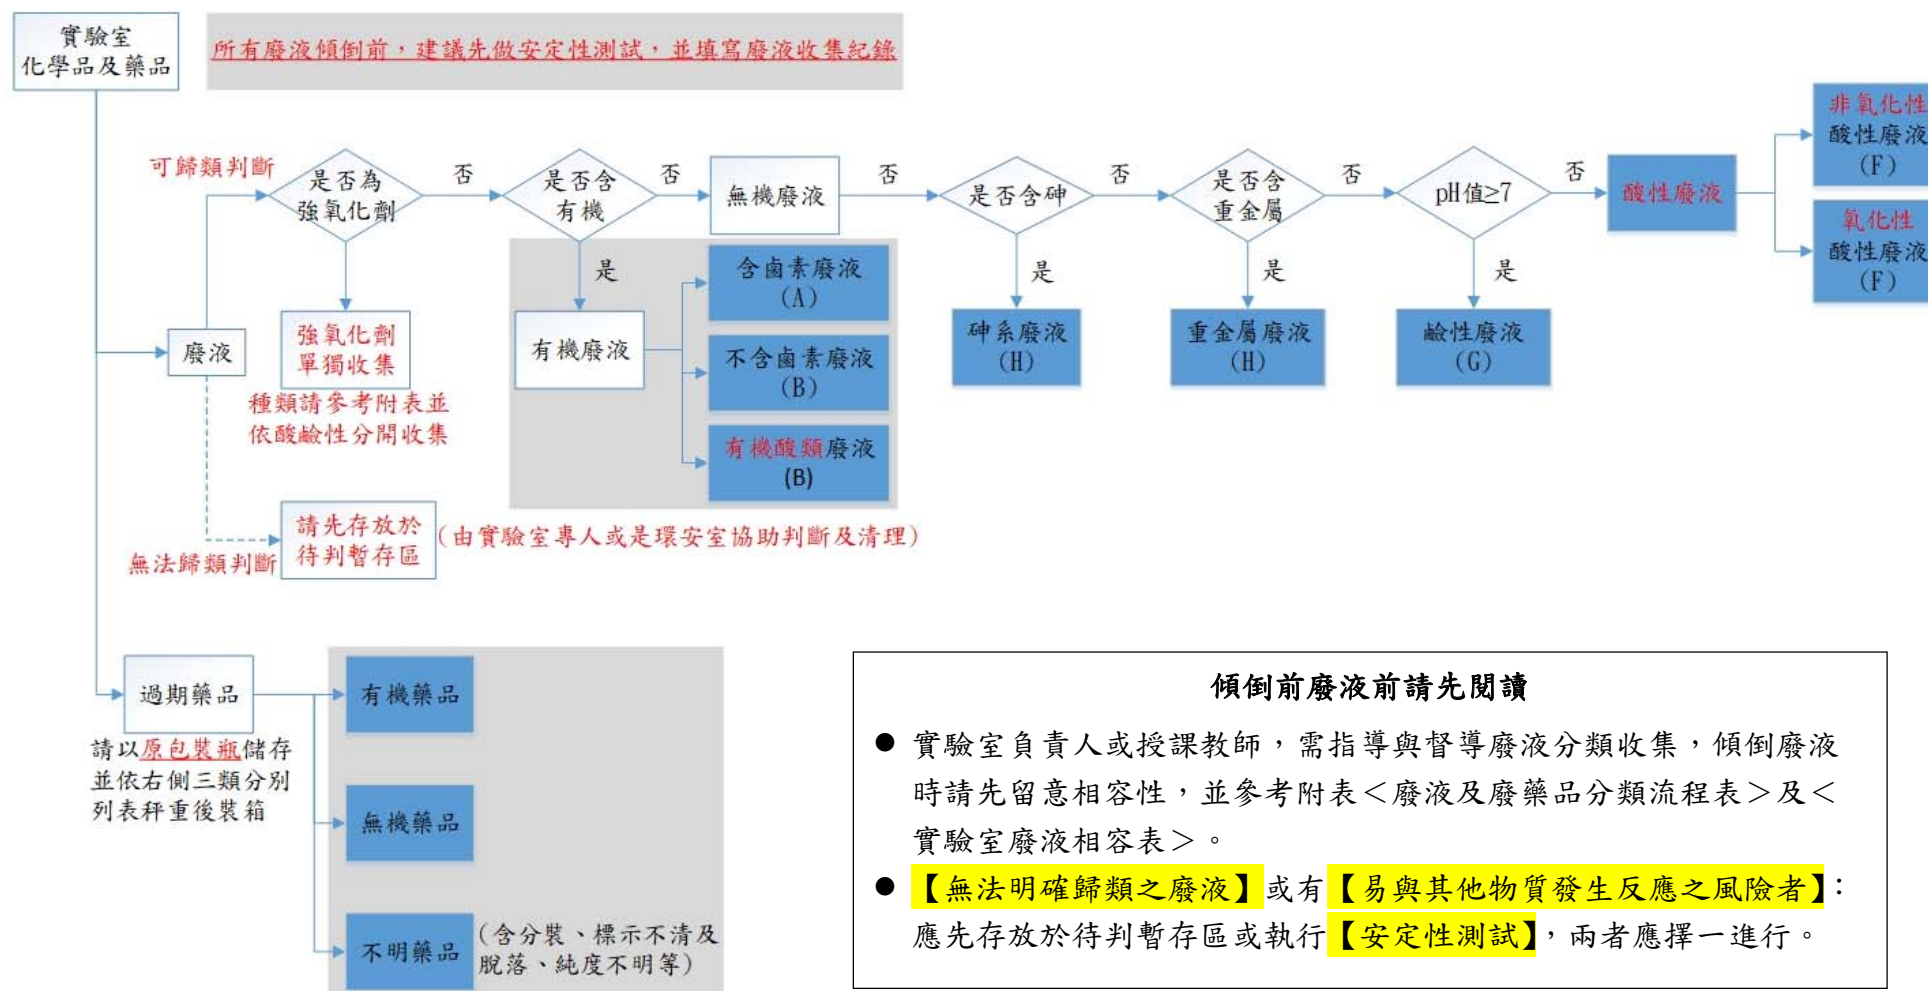 實驗室
化學品及藥品
所有廢液傾倒前，建議先做安定性測試，並填寫廢液收集紀錄
可歸類判斷
是否為
強氧化劑
否
是否含
有機
否
無機廢液
否
是否含砷
否
是否含
重金屬
否
pH值≥7
否
酸性廢液
非氧化性
酸性廢液
(F)
氧化性
酸性廢液
(F)
是
是
是
是
廢液
強氧化劑
單獨收集
種類請參考附表並
依酸鹼性分開收集
有機廢液
含鹵素廢液
(A)
不含鹵素廢液
(B)
有機酸類廢液
(B)
砷系廢液
(H)
重金屬廢液
(H)
鹼性廢液
(G)
無法歸類判斷
請先存放於
待判暫存區
(由實驗室專人或是環安室協助判斷及清理)
過期藥品
請以原包裝瓶儲存
並依右側三類分別
列表秤重後裝箱
有機藥品
無機藥品
不明藥品
(含分裝、標示不清及
脫落、純度不明等)
傾倒前廢液前請先閱讀
● 實驗室負責人或授課教師，需指導與督導廢液分類收集，傾倒廢液
時請先留意相容性，並參考附表＜廢液及廢藥品分類流程表＞及＜
實驗室廢液相容表＞。
● 【無法明確歸類之廢液】或有【易與其他物質發生反應之風險者】：
應先存放於待判暫存區或執行【安定性測試】，兩者應擇一進行。